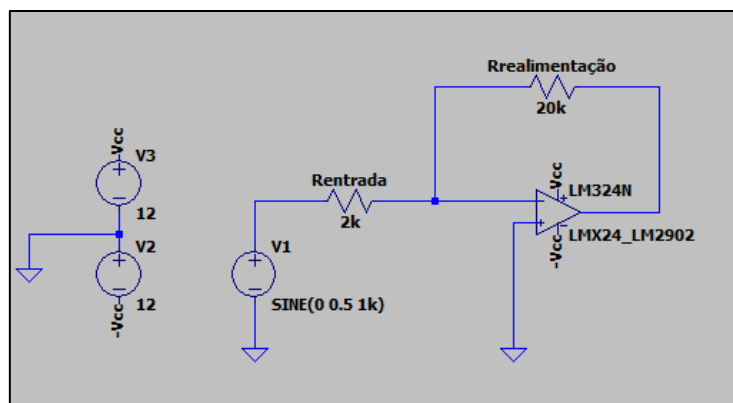 Rrealimentação
20k
Vcc
V3
12
V2
12
-Vcc
Rentrada
2k
V1
SINE(0 0.5 1k)
Vcc
LM324N
LMX24_LM2902
-Vcc